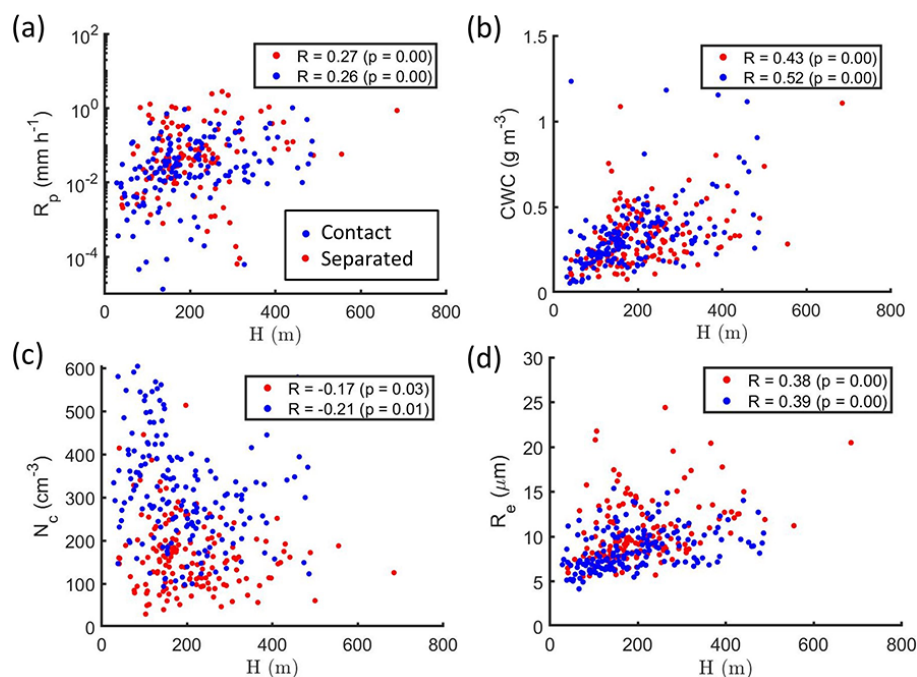 (a)
10^2
10^0
10^-2
10^-4
R_p (mm h^-1)
R = 0.27 (p = 0.00)
R = 0.26 (p = 0.00)
Contact
Separated
0 200 400 600 800
H (m)
(b)
1.5
1
0.5
0
CWC (g m^-3)
R = 0.43 (p = 0.00)
R = 0.52 (p = 0.00)
0 200 400 600 800
H (m)
(c)
600
500
400
300
200
100
0
N_c (cm^-3)
R = -0.17 (p = 0.03)
R = -0.21 (p = 0.01)
0 200 400 600 800
H (m)
(d)
30
25
20
15
10
5
0
R_e (μm)
R = 0.38 (p = 0.00)
R = 0.39 (p = 0.00)
0 200 400 600 800
H (m)